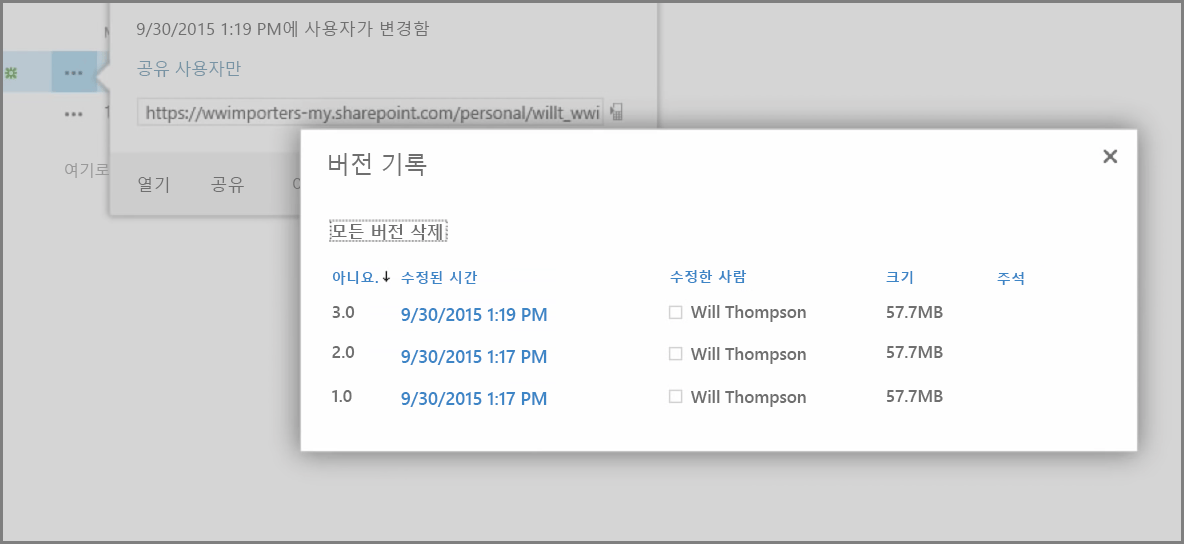 9/30/2015 1:19 PM에 사용자가 변경함
공유 사용자만
https://wwimporters-my.sharepoint.com/personal/willt_wwi
여기로
열기 공유
버전 기록
모든 버전 삭제
아니요.↓ 수정된 시간 수정한 사람 크기 주석
3.0 9/30/2015 1:19 PM Will Thompson 57.7MB
2.0 9/30/2015 1:17 PM Will Thompson 57.7MB
1.0 9/30/2015 1:17 PM Will Thompson 57.7MB